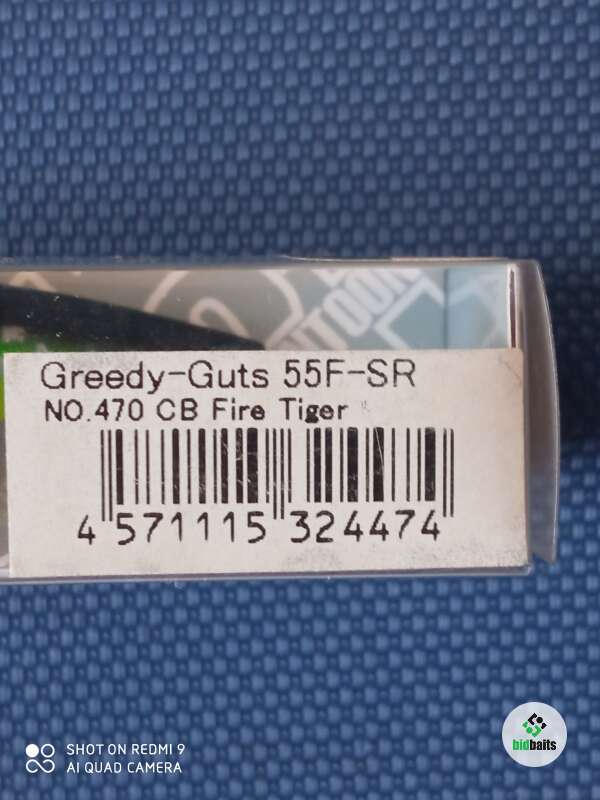 UTOON
Greedy-Guts 55F-SR
NO.470 CB Fire Tiger
4 571115 324474
bidbaits
SHOT ON REDMI 9
AI QUAD CAMERA